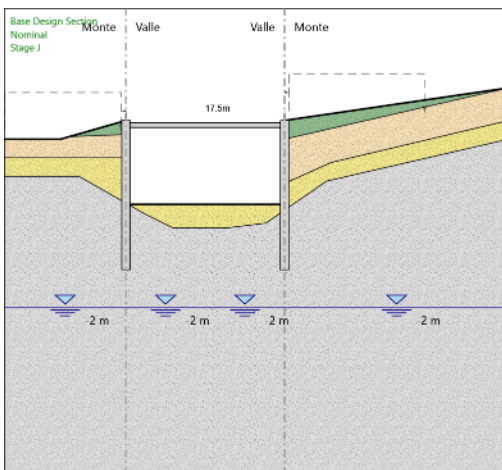 Base Design Section
Nominal
Stage J
Monte
Valle
Valle
Monte
17.5m
-2 m
-2 m
-2 m
-2 m